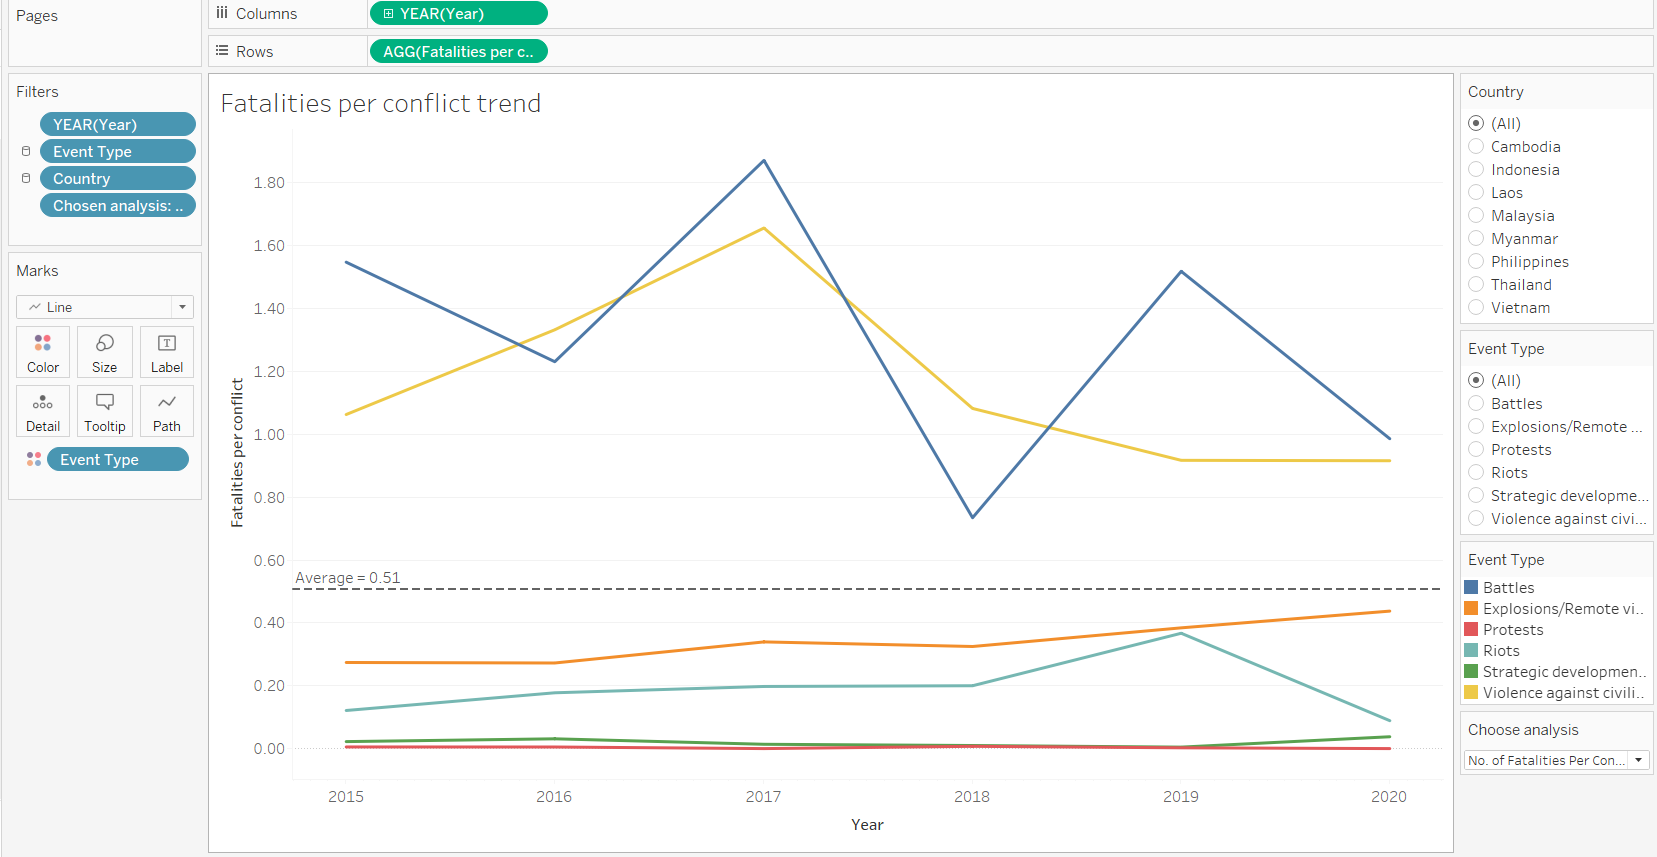 Pages
Columns
YEAR(Year)
Rows
AGG(Fatalities per c..
Filters
YEAR(Year)
Event Type
Country
Chosen analysis: ..
Marks
Line
Color
Size
Label
Detail
Tooltip
Path
Event Type
Fatalities per conflict trend
Fatalities per conflict
1.80
1.60
1.40
1.20
1.00
0.80
0.60
0.40
0.20
0.00
Average = 0.51
2015
2016
2017
2018
2019
2020
Year
Country
(All)
Cambodia
Indonesia
Laos
Malaysia
Myanmar
Philippines
Thailand
Vietnam
Event Type
(All)
Battles
Explosions/Remote ...
Protests
Riots
Strategic developme...
Violence against civi...
Event Type
Battles
Explosions/Remote vi..
Protests
Riots
Strategic developmen..
Violence against civili..
Choose analysis
No. of Fatalities Per Con...